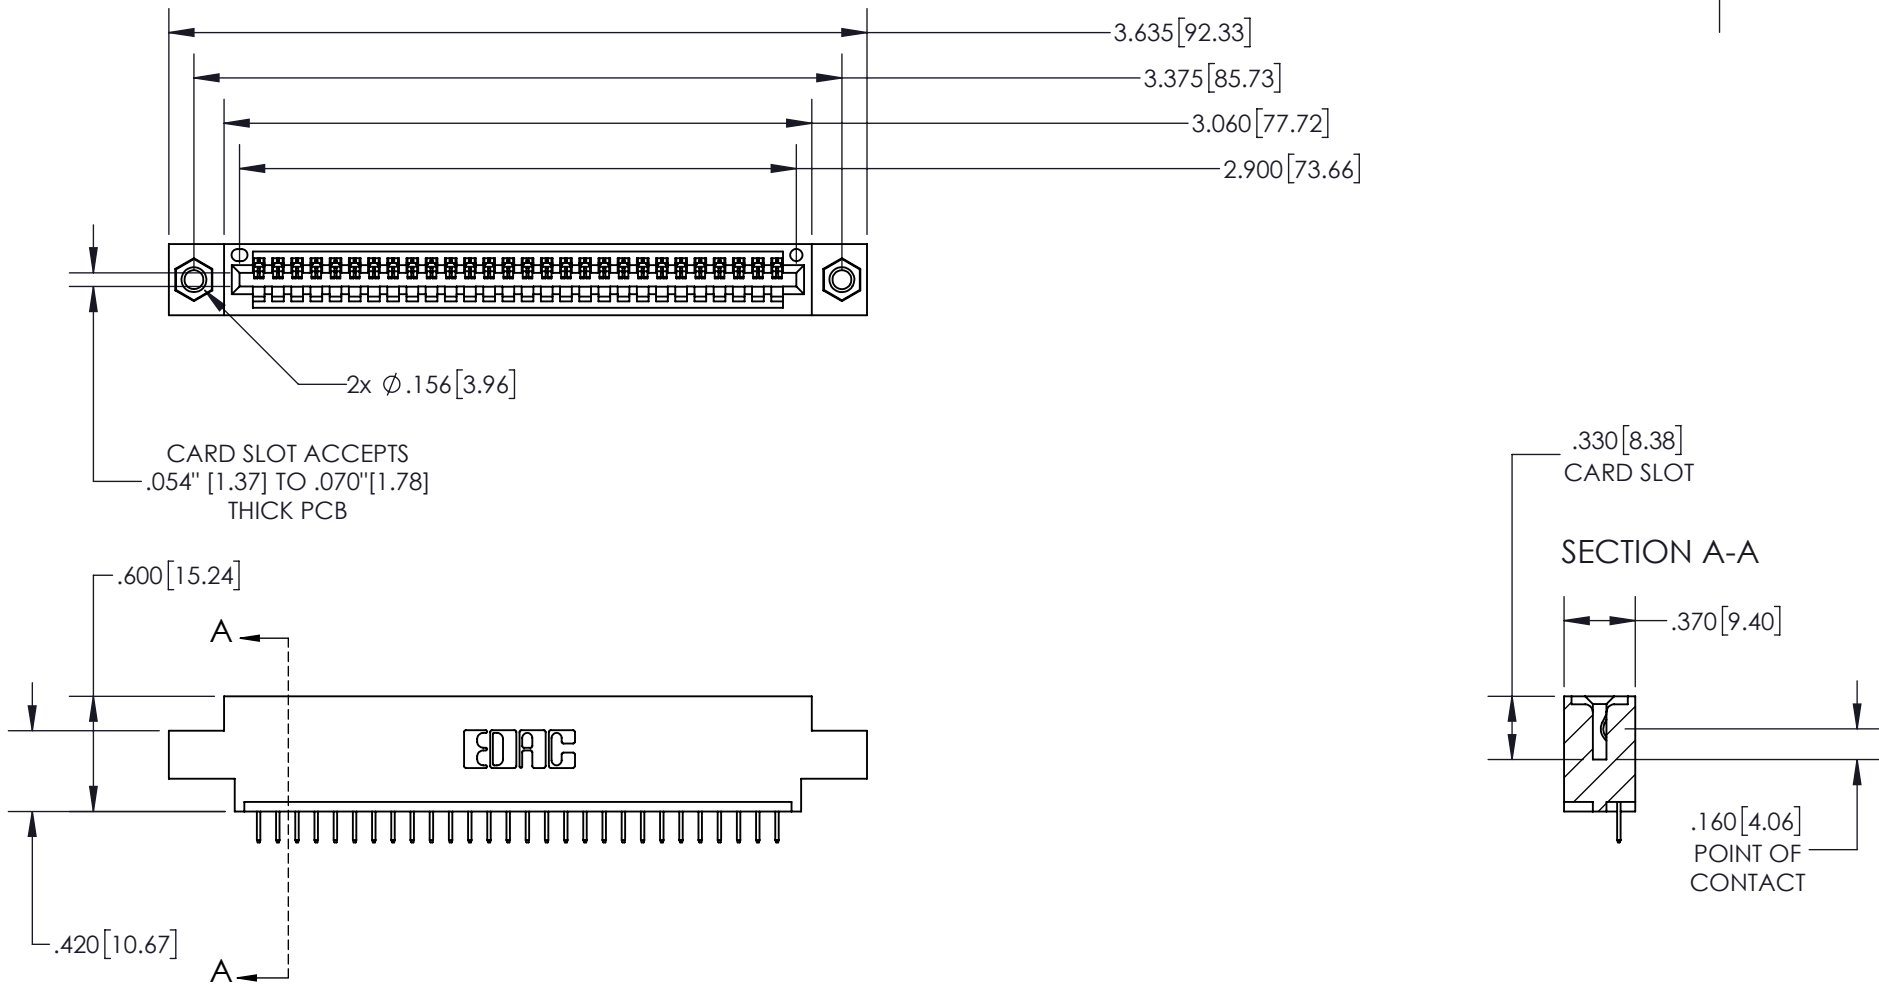 3.635[92.33]
3.375[85.73]
3.060[77.72]
2.900[73.66]
2x ∅.156[3.96]
CARD SLOT ACCEPTS
.054" [1.37] TO .070"[1.78]
THICK PCB
.330[8.38]
CARD SLOT
SECTION A-A
.600[15.24]
.370[9.40]
A
EDAC
.160[4.06]
POINT OF
CONTACT
.420[10.67]
A